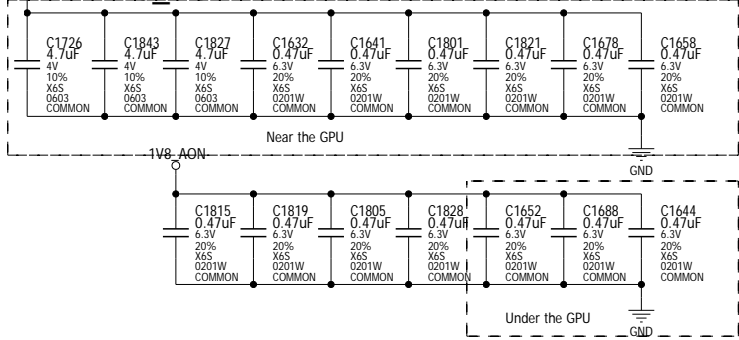 C1726
4.7uF
4V
10%
X6S
0603
COMMON
C1843
4.7uF
4V
10%
X6S
0603
COMMON
C1827
4.7uF
4V
10%
X6S
0603
COMMON
C1632
0.47uF
6.3V
20%
X6S
0201W
COMMON
C1641
0.47uF
6.3V
20%
X6S
0201W
COMMON
C1801
0.47uF
6.3V
20%
X6S
0201W
COMMON
C1821
0.47uF
6.3V
20%
X6S
0201W
COMMON
C1678
0.47uF
6.3V
20%
X6S
0201W
COMMON
C1658
0.47uF
6.3V
20%
X6S
0201W
COMMON
Near the GPU
GND
1V8_AON
C1815
0.47uF
6.3V
20%
X6S
0201W
COMMON
C1819
0.47uF
6.3V
20%
X6S
0201W
COMMON
C1805
0.47uF
6.3V
20%
X6S
0201W
COMMON
C1828
0.47uF
6.3V
20%
X6S
0201W
COMMON
C1652
0.47uF
6.3V
20%
X6S
0201W
COMMON
C1688
0.47uF
6.3V
20%
X6S
0201W
COMMON
C1644
0.47uF
6.3V
20%
X6S
0201W
COMMON
Under the GPU
GND